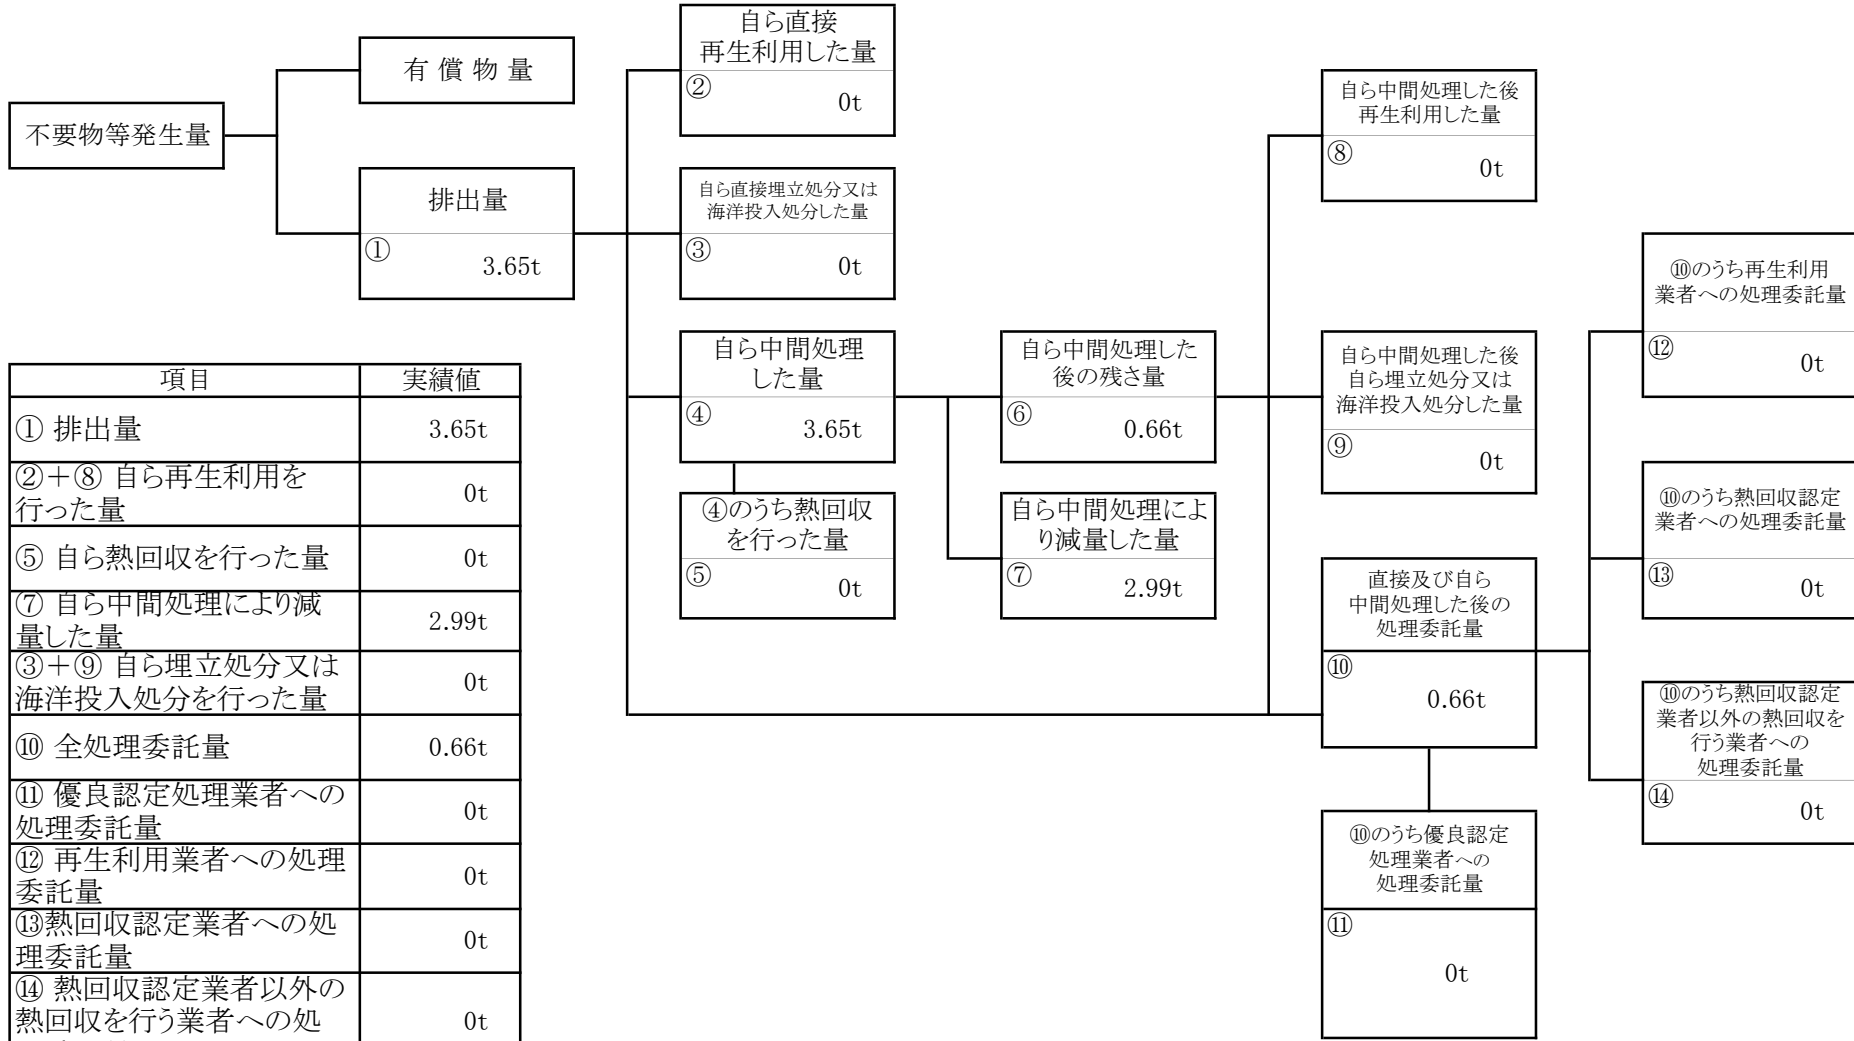 不要物等発生量
有 償 物 量
排出量
①
3.65t
自ら直接
再生利用した量
②
0t
自ら直接埋立処分又は
海洋投入処分した量
③
0t
自ら中間処理
した量
④
3.65t
④のうち熱回収
を行った量
⑤
0t
自ら中間処理した
後の残さ量
⑥
0.66t
自ら中間処理によ
り減量した量
⑦
2.99t
自ら中間処理した後
再生利用した量
⑧
0t
自ら中間処理した後
自ら埋立処分又は
海洋投入処分した量
⑨
0t
直接及び自ら
中間処理した後の
処理委託量
⑩
0.66t
⑩のうち優良認定
処理業者への
処理委託量
⑪
0t
⑩のうち再生利用
業者への処理委託量
⑫
0t
⑩のうち熱回収認定
業者への処理委託量
⑬
0t
⑩のうち熱回収認定
業者以外の熱回収を
行う業者への
処理委託量
⑭
0t
項目 実績値
① 排出量 3.65t
②＋⑧ 自ら再生利用を
行った量
0t
⑤ 自ら熱回収を行った量 0t
⑦ 自ら中間処理により減
量した量
2.99t
③＋⑨ 自ら埋立処分又は
海洋投入処分を行った量
0t
⑩ 全処理委託量 0.66t
⑪ 優良認定処理業者への
処理委託量
0t
⑫ 再生利用業者への処理
委託量
0t
⑬熱回収認定業者への処
理委託量
0t
⑭ 熱回収認定業者以外の
熱回収を行う業者への処
0t